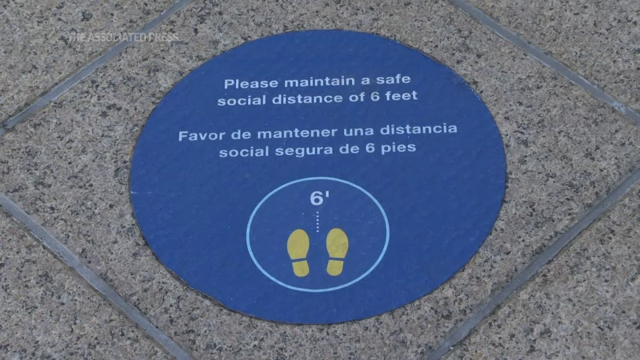 THE ASSOCIATED PRESS
Please maintain a safe
social distance of 6 feet
Favor de mantener una distancia
social segura de 6 pies
6'